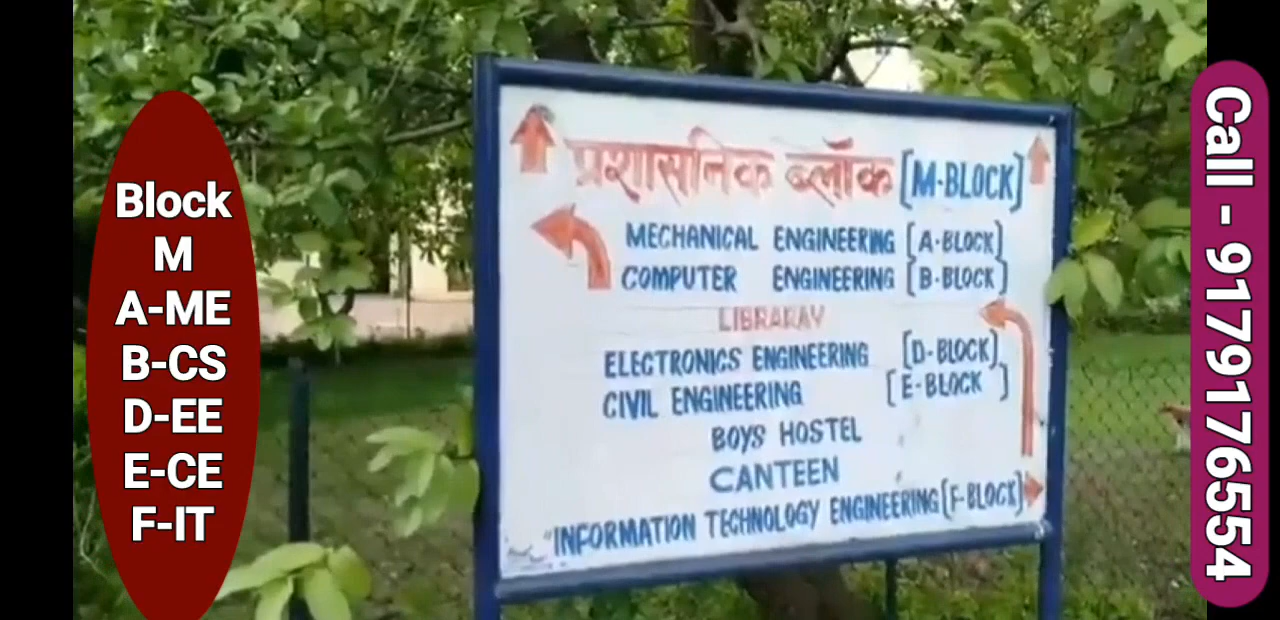 Block
M
A-ME
B-CS
D-EE
E-CE
F-IT
प्रशासनिक ब्लॉक [M-BLOCK]
MECHANICAL ENGINEERING [A-BLOCK]
COMPUTER ENGINEERING [B-BLOCK]
LIBRARAY
ELECTRONICS ENGINEERING [D-BLOCK]
CIVIL ENGINEERING [E-BLOCK]
BOYS HOSTEL
CANTEEN
"INFORMATION TECHNOLOGY ENGINEERING [F-BLOCK]
Call - 9179176554